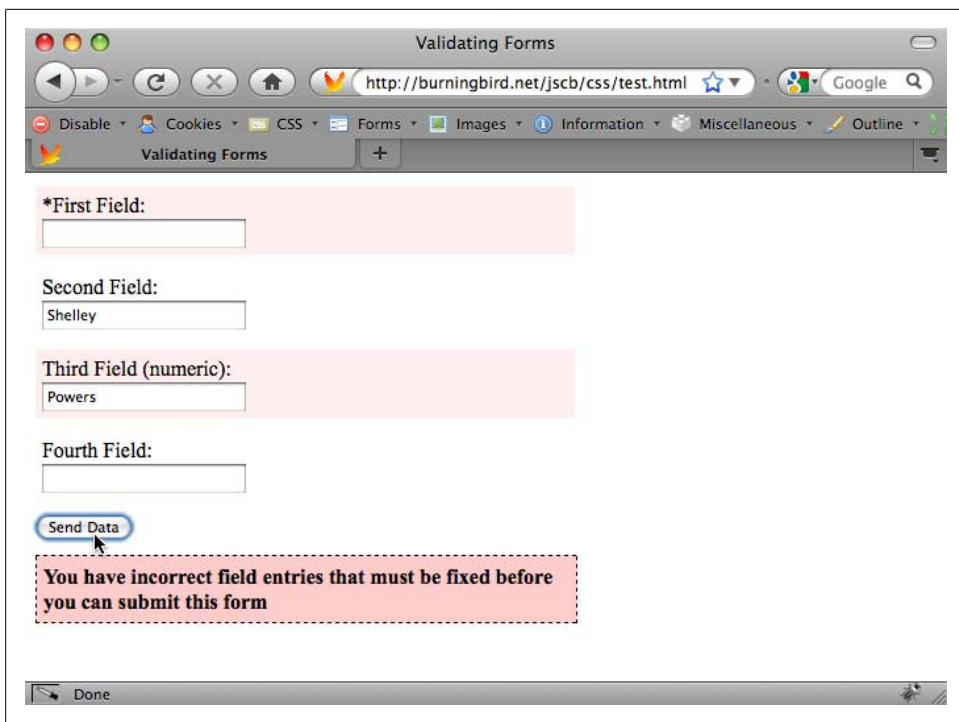 Validating Forms
http://burningbird.net/jscb/css/test.html
Google
Disable Cookies CSS Forms Images Information Miscellaneous Outline
Validating Forms +
*First Field:
Second Field:
Shelley
Third Field (numeric):
Powers
Fourth Field:
Send Data
You have incorrect field entries that must be fixed before
you can submit this form
Done